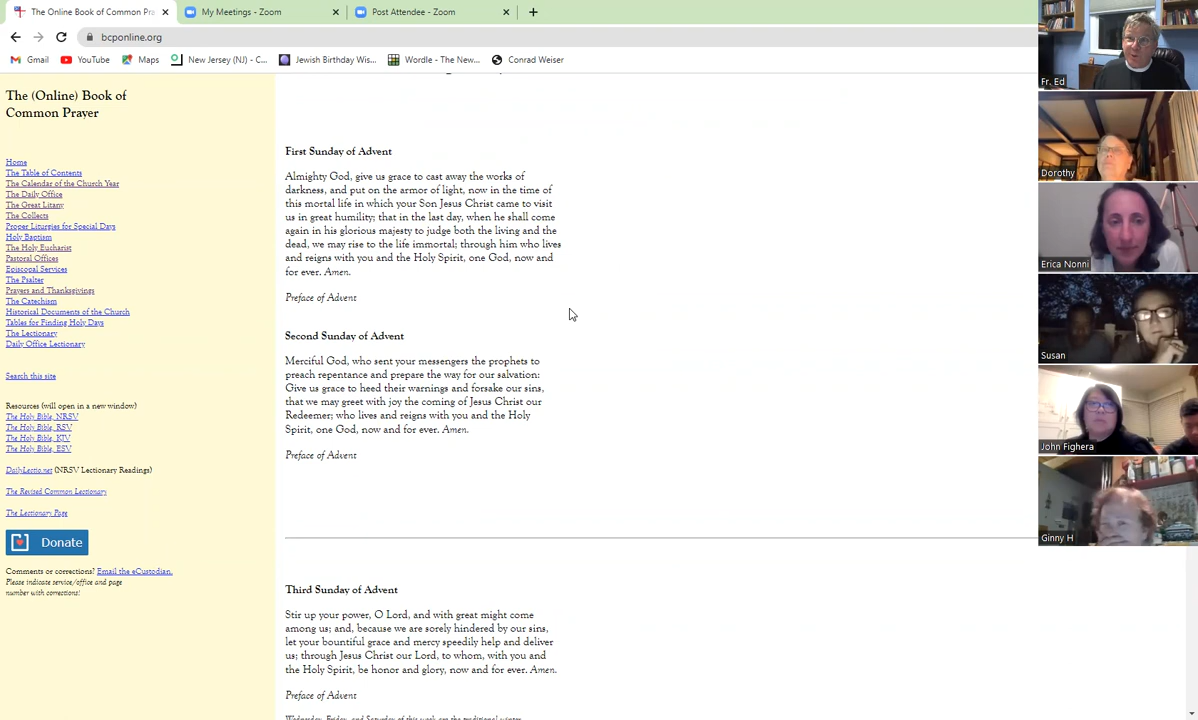 The Online Book of Common Pra
My Meetings - Zoom
Post Attendee - Zoom
bcponline.org
Gmail
YouTube
Maps
New Jersey (NJ) - C...
Jewish Birthday Wis...
Wordle - The New...
Conrad Weiser
The (Online) Book of
Common Prayer
Home
The Table of Contents
The Calendar of the Church Year
The Daily Office
The Great Litany
The Collects
Proper Liturgies for Special Days
Holy Baptism
The Holy Eucharist
Pastoral Offices
Episcopal Services
The Psalter
Prayers and Thanksgivings
The Catechism
Historical Documents of the Church
Tables for Finding Holy Days
The Lectionary
Daily Office Lectionary
Search this site
Resources (will open in a new window)
The Holy Bible, NRSV
The Holy Bible, RSV
The Holy Bible, KJV
The Holy Bible, ESV
DailyLectio.net (NRSV Lectionary Readings)
The Revised Common Lectionary
The Lectionary Page
Donate
Comments or corrections? Email the eCustodian.
Please indicate service/office and page
number with corrections!
First Sunday of Advent
Almighty God, give us grace to cast away the works of
darkness, and put on the armor of light, now in the time of
this mortal life in which your Son Jesus Christ came to visit
us in great humility; that in the last day, when he shall come
again in his glorious majesty to judge both the living and the
dead, we may rise to the life immortal; through him who lives
and reigns with you and the Holy Spirit, one God, now and
for ever. Amen.
Preface of Advent
Second Sunday of Advent
Merciful God, who sent your messengers the prophets to
preach repentance and prepare the way for our salvation:
Give us grace to heed their warnings and forsake our sins,
that we may greet with joy the coming of Jesus Christ our
Redeemer; who lives and reigns with you and the Holy
Spirit, one God, now and for ever. Amen.
Preface of Advent
Third Sunday of Advent
Stir up your power, O Lord, and with great might come
among us; and, because we are sorely hindered by our sins,
let your bountiful grace and mercy speedily help and deliver
us; through Jesus Christ our Lord, to whom, with you and
the Holy Spirit, be honor and glory, now and for ever. Amen.
Preface of Advent
Wednesday, Friday, and Saturday of this week are the traditional winter
Fr. Ed
Dorothy
Erica Nonni
Susan
John Fighera
Ginny H